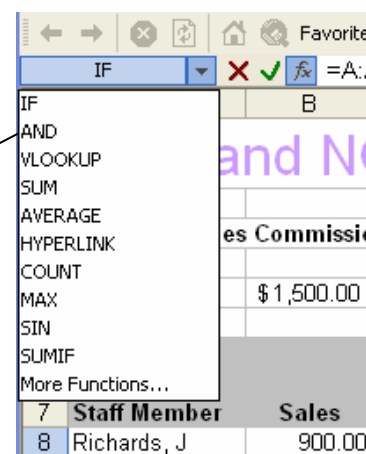 Favorite
IF =A:
IF B
AND
VLOOKUP and N
SUM
AVERAGE
HYPERLINK es Commissi
COUNT
MAX $1,500.00
SIN
SUMIF
More Functions...
7 Staff Member Sales
8 Richards, J 900.00